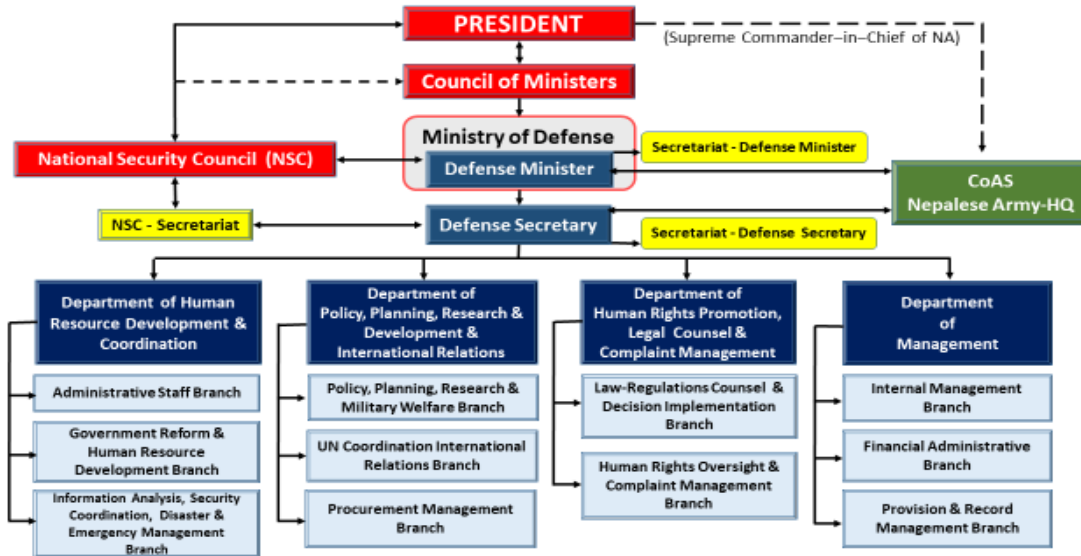 PRESIDENT
(Supreme Commander–in–Chief of NA)
Council of Ministers
Ministry of Defense
Secretariat - Defense Minister
National Security Council (NSC)
Defense Minister
CoAS
Nepalese Army-HQ
NSC - Secretariat
Defense Secretary
Secretariat - Defense Secretary
Department of Human
Resource Development &
Coordination
Administrative Staff Branch
Government Reform &
Human Resource
Development Branch
Information Analysis, Security
Coordination, Disaster &
Emergency Management
Branch
Department of
Policy, Planning, Research &
Development &
International Relations
Policy, Planning, Research &
Military Welfare Branch
UN Coordination International
Relations Branch
Procurement Management
Branch
Department of
Human Rights Promotion,
Legal Counsel &
Complaint Management
Law-Regulations Counsel &
Decision Implementation
Branch
Human Rights Oversight &
Complaint Management
Branch
Department
of
Management
Internal Management
Branch
Financial Administrative
Branch
Provision & Record
Management Branch